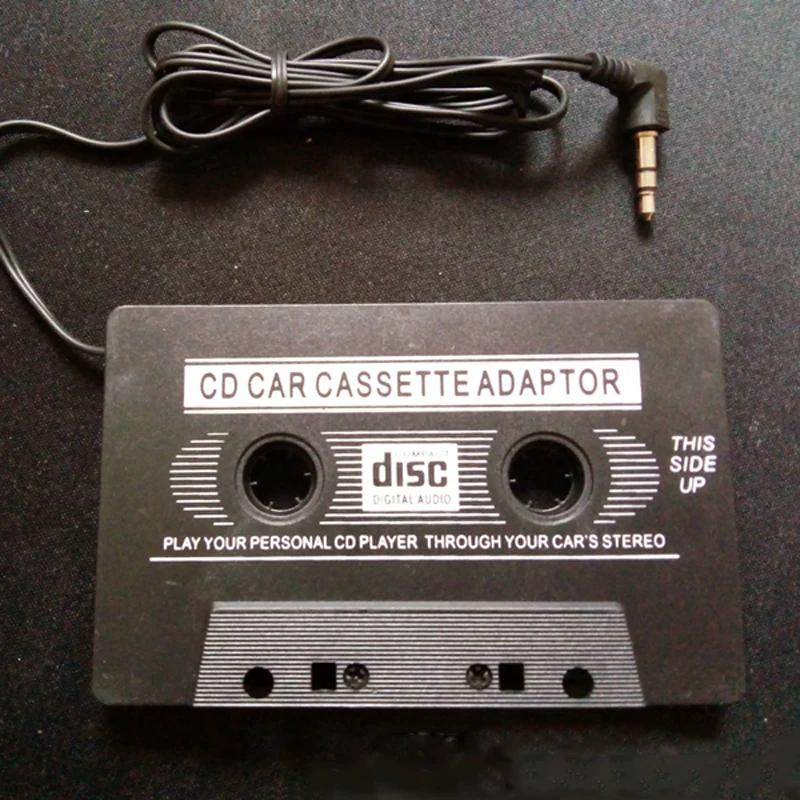 CD CAR CASSETTE ADAPTOR
COMPACT
disc
DIGITAL AUDIO
THIS
SIDE
UP
PLAY YOUR PERSONAL CD PLAYER THROUGH YOUR CAR'S STEREO